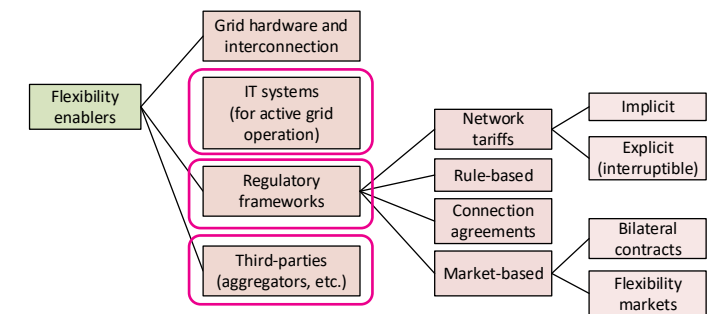 Flexibility
enablers
Grid hardware and
interconnection
IT systems
(for active grid
operation)
Regulatory
frameworks
Third-parties
(aggregators, etc.)
Network
tariffs
Rule-based
Connection
agreements
Market-based
Implicit
Explicit
(interruptible)
Bilateral
contracts
Flexibility
markets